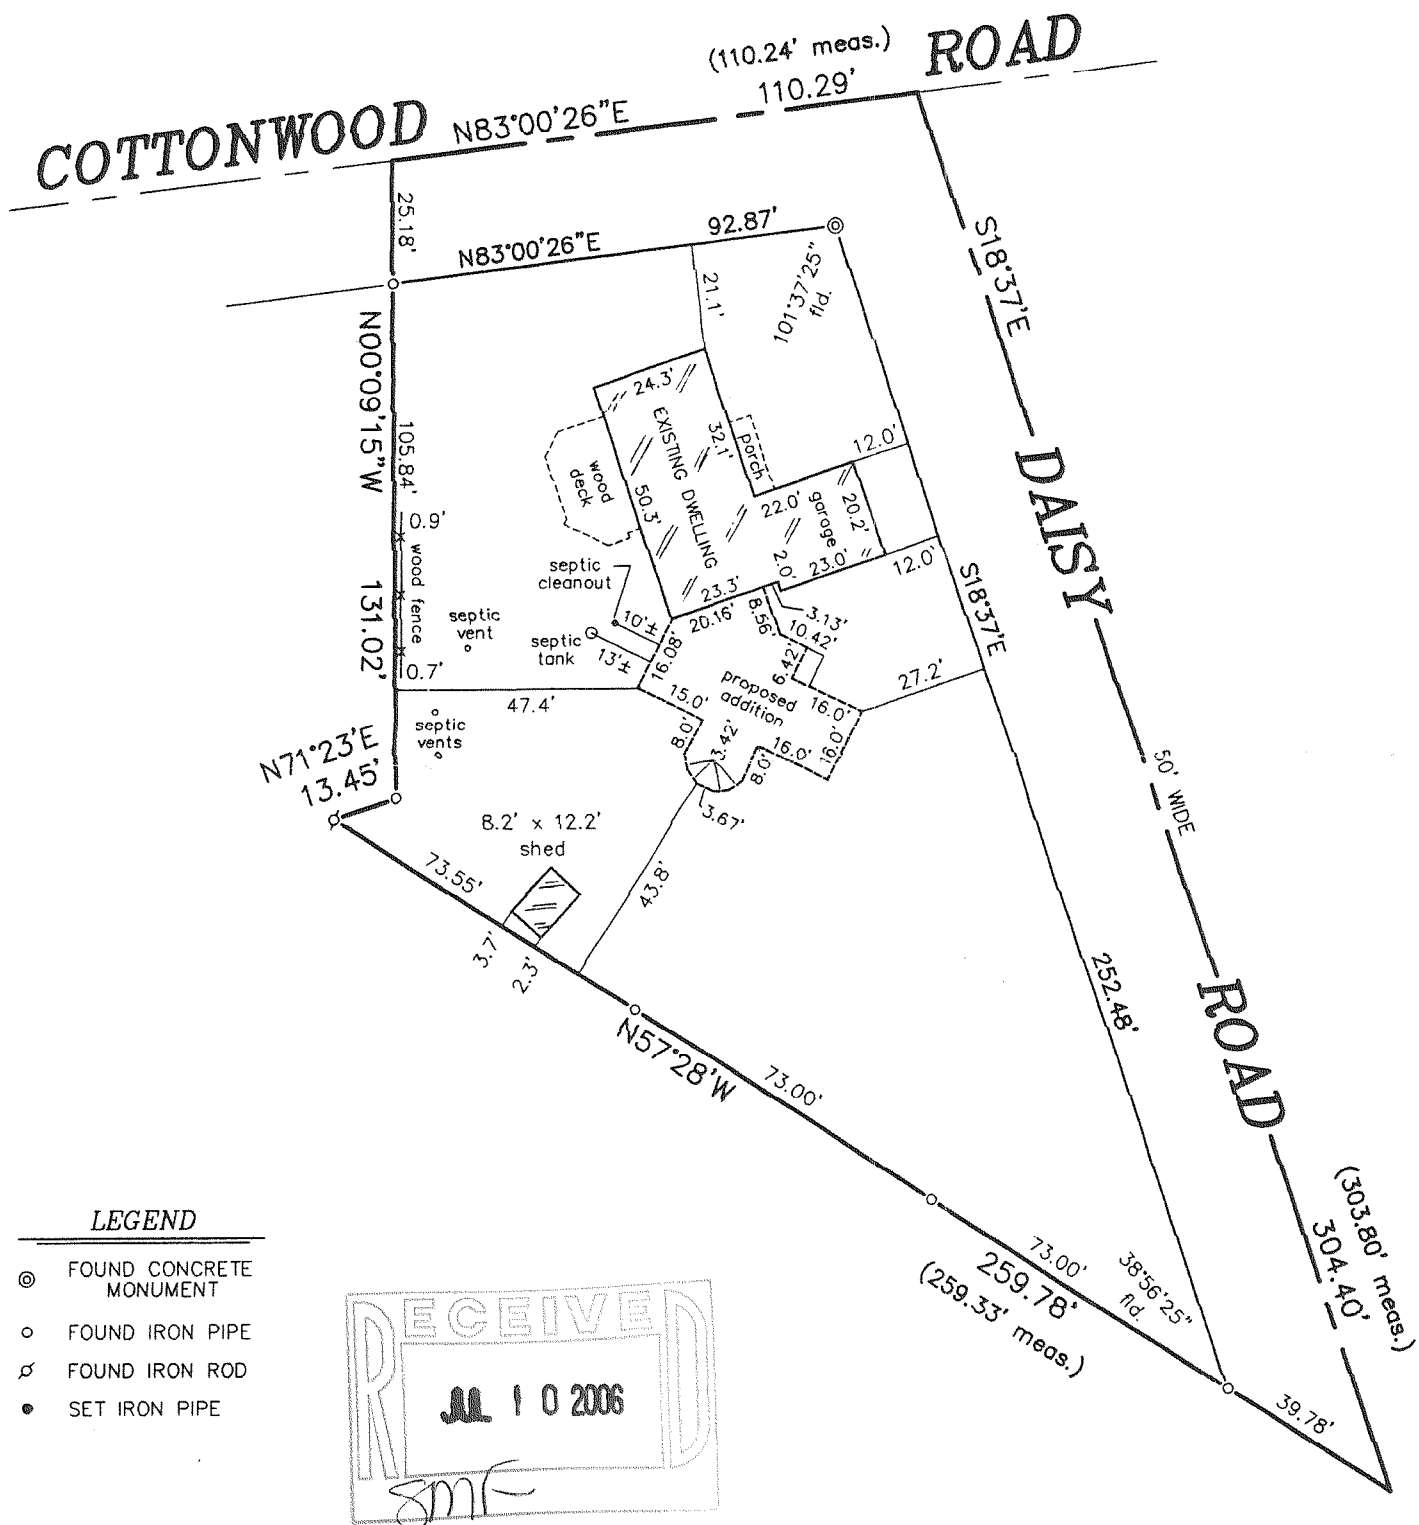 (110.24' meas.)
110.29'
ROAD
COTTONWOOD
N83°00'26"E
25.18'
N83°00'26"E
92.87'
S18°37'E
101°37'25"
fld.
21.1'
N00°09'15"W
131.02'
105.84'
24.3'
EXISTING DWELLING
32.1'
porch
12.0'
DAISY
wood
deck
50.3'
22.0'
garage
20.2'
0.9'
wood fence
0.7'
septic
cleanout
23.3'
2.0'
23.0'
12.0'
S18°37'E
septic
vent
septic
tank
10'±
13'±
20.16'
8.56'
3.13'
10.42'
16.08'
6.42'
27.2'
proposed
addition
15.0'
16.0'
47.4'
septic
vents
8.0'
3.42'
16.0'
16.0'
8.0'
3.67'
50' WIDE
N71°23'E
13.45'
8.2' x 12.2'
shed
73.55'
43.8'
3.7'
2.3'
252.48'
ROAD
N57°28'W
73.00'
73.00'
259.78'
(259.33' meas.)
38°56'25"
fld.
(303.80' meas.)
304.40'
39.78'
LEGEND
FOUND CONCRETE
MONUMENT
FOUND IRON PIPE
FOUND IRON ROD
SET IRON PIPE
RECEIVED
JUL 10 2006
SMF